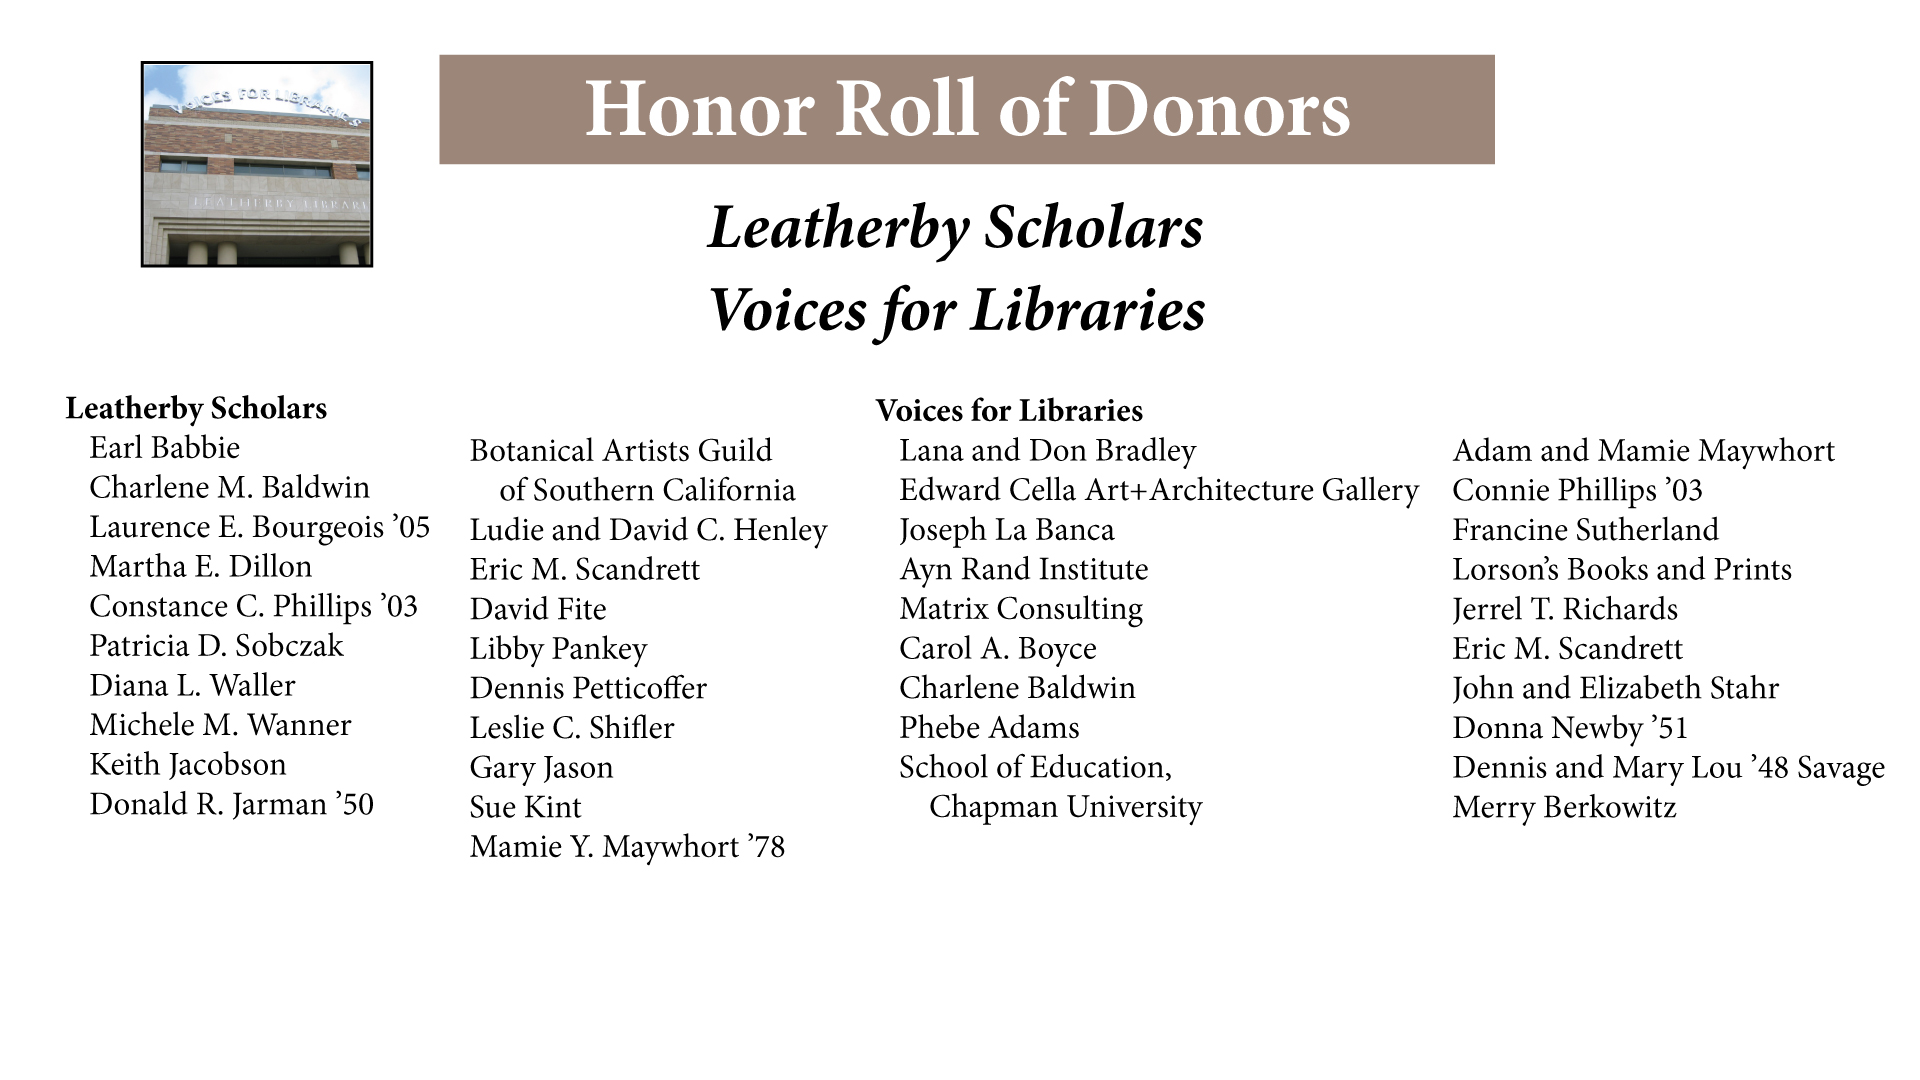 VOICES FOR LIBRARIES
LEATHERBY LIBRARI
Honor Roll of Donors
Leatherby Scholars
Voices for Libraries
Leatherby Scholars
Earl Babbie
Charlene M. Baldwin
Laurence E. Bourgeois ’05
Martha E. Dillon
Constance C. Phillips ’03
Patricia D. Sobczak
Diana L. Waller
Michele M. Wanner
Keith Jacobson
Donald R. Jarman ’50
Botanical Artists Guild
of Southern California
Ludie and David C. Henley
Eric M. Scandrett
David Fite
Libby Pankey
Dennis Petticoffer
Leslie C. Shifler
Gary Jason
Sue Kint
Mamie Y. Maywhort ’78
Voices for Libraries
Lana and Don Bradley
Edward Cella Art+Architecture Gallery
Joseph La Banca
Ayn Rand Institute
Matrix Consulting
Carol A. Boyce
Charlene Baldwin
Phebe Adams
School of Education,
Chapman University
Adam and Mamie Maywhort
Connie Phillips ’03
Francine Sutherland
Lorson’s Books and Prints
Jerrel T. Richards
Eric M. Scandrett
John and Elizabeth Stahr
Donna Newby ’51
Dennis and Mary Lou ’48 Savage
Merry Berkowitz